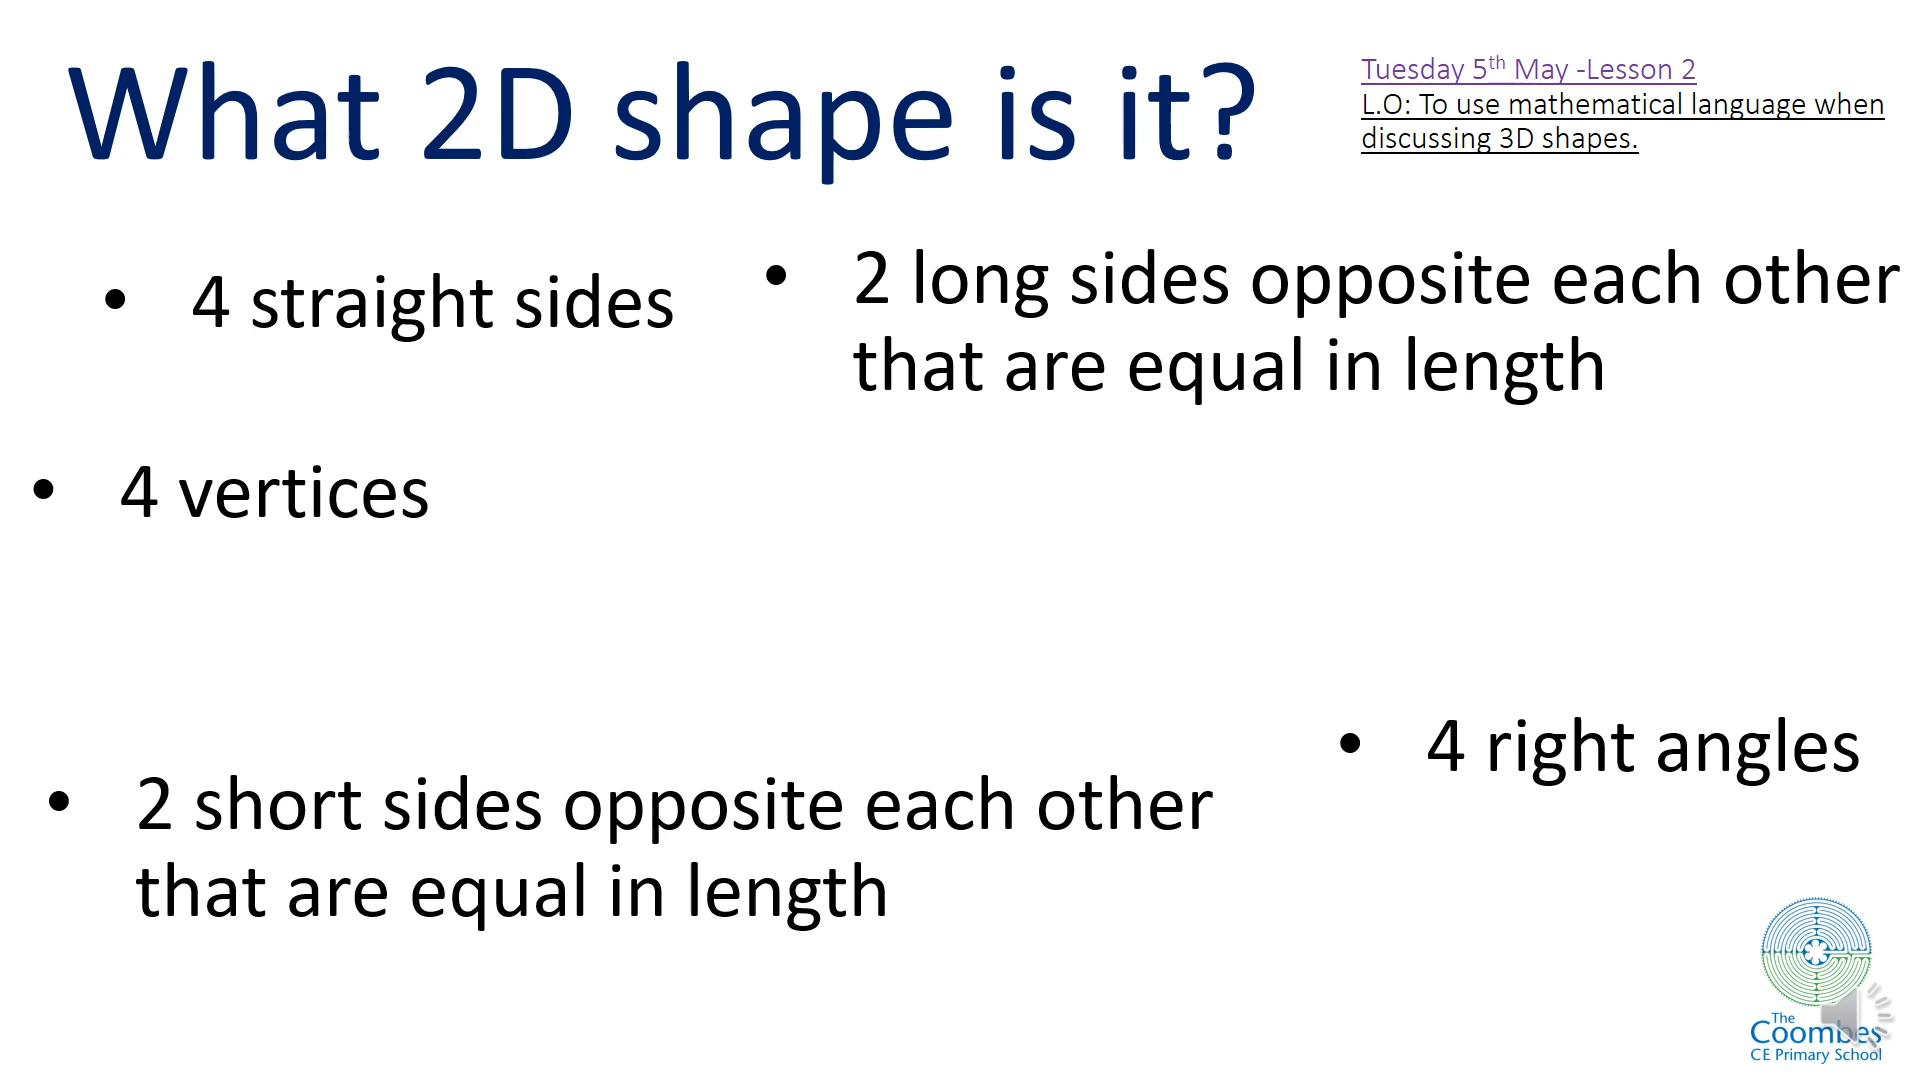 What 2D shape is it?
Tuesday 5th May -Lesson 2
L.O: To use mathematical language when
discussing 3D shapes.
• 4 straight sides
• 2 long sides opposite each other
that are equal in length
• 4 vertices
• 4 right angles
• 2 short sides opposite each other
that are equal in length
The
Coombes
CE Primary School